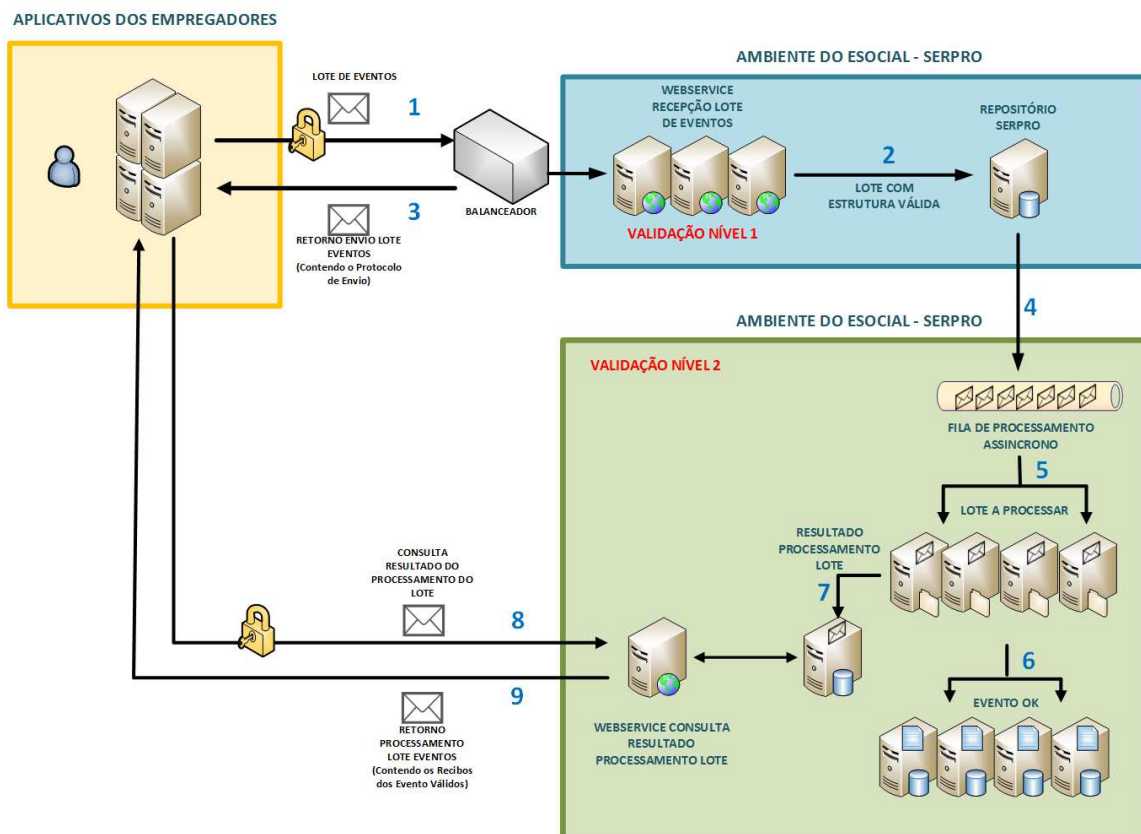 APLICATIVOS DOS EMPREGADORES
LOTE DE EVENTOS
1
BALANCEADOR
3
RETORNO ENVIO LOTE
EVENTOS
(Contendo o Protocolo
de Envio)
AMBIENTE DO ESOCIAL - SERPRO
WEBSERVICE
RECEPÇÃO LOTE
DE EVENTOS
VALIDAÇÃO NÍVEL 1
2
LOTE COM
ESTRUTURA VÁLIDA
REPOSITÓRIO
SERPRO
4
AMBIENTE DO ESOCIAL - SERPRO
VALIDAÇÃO NÍVEL 2
FILA DE PROCESSAMENTO
ASSINCRONO
5
LOTE A PROCESSAR
RESULTADO
PROCESSAMENTO
LOTE
7
6
EVENTO OK
CONSULTA
RESULTADO DO
PROCESSAMENTO DO
LOTE
8
9
RETORNO
PROCESSAMENTO
LOTE EVENTOS
(Contendo os Recibos
dos Evento Válidos)
WEBSERVICE CONSULTA
RESULTADO
PROCESSAMENTO LOTE